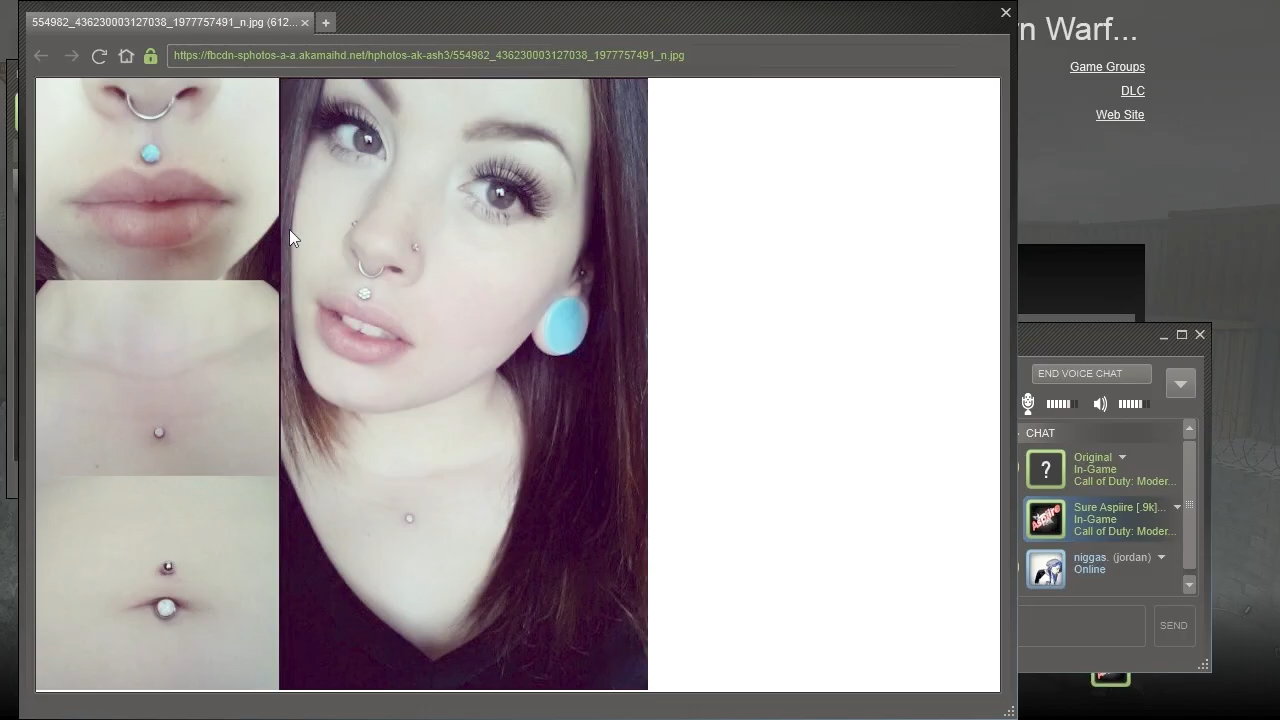 554982_436230003127038_1977757491_n.jpg (612...
https://fbcdn-sphotos-a-a.akamaihd.net/hphotos-ak-ash3/554982_436230003127038_1977757491_n.jpg
n Warf...
Game Groups
DLC
Web Site
END VOICE CHAT
CHAT
Original
In-Game
Call of Duty: Moder...
Sure Aspiire [.9k]...
In-Game
Call of Duty: Moder...
niggas. (jordan)
Online
SEND